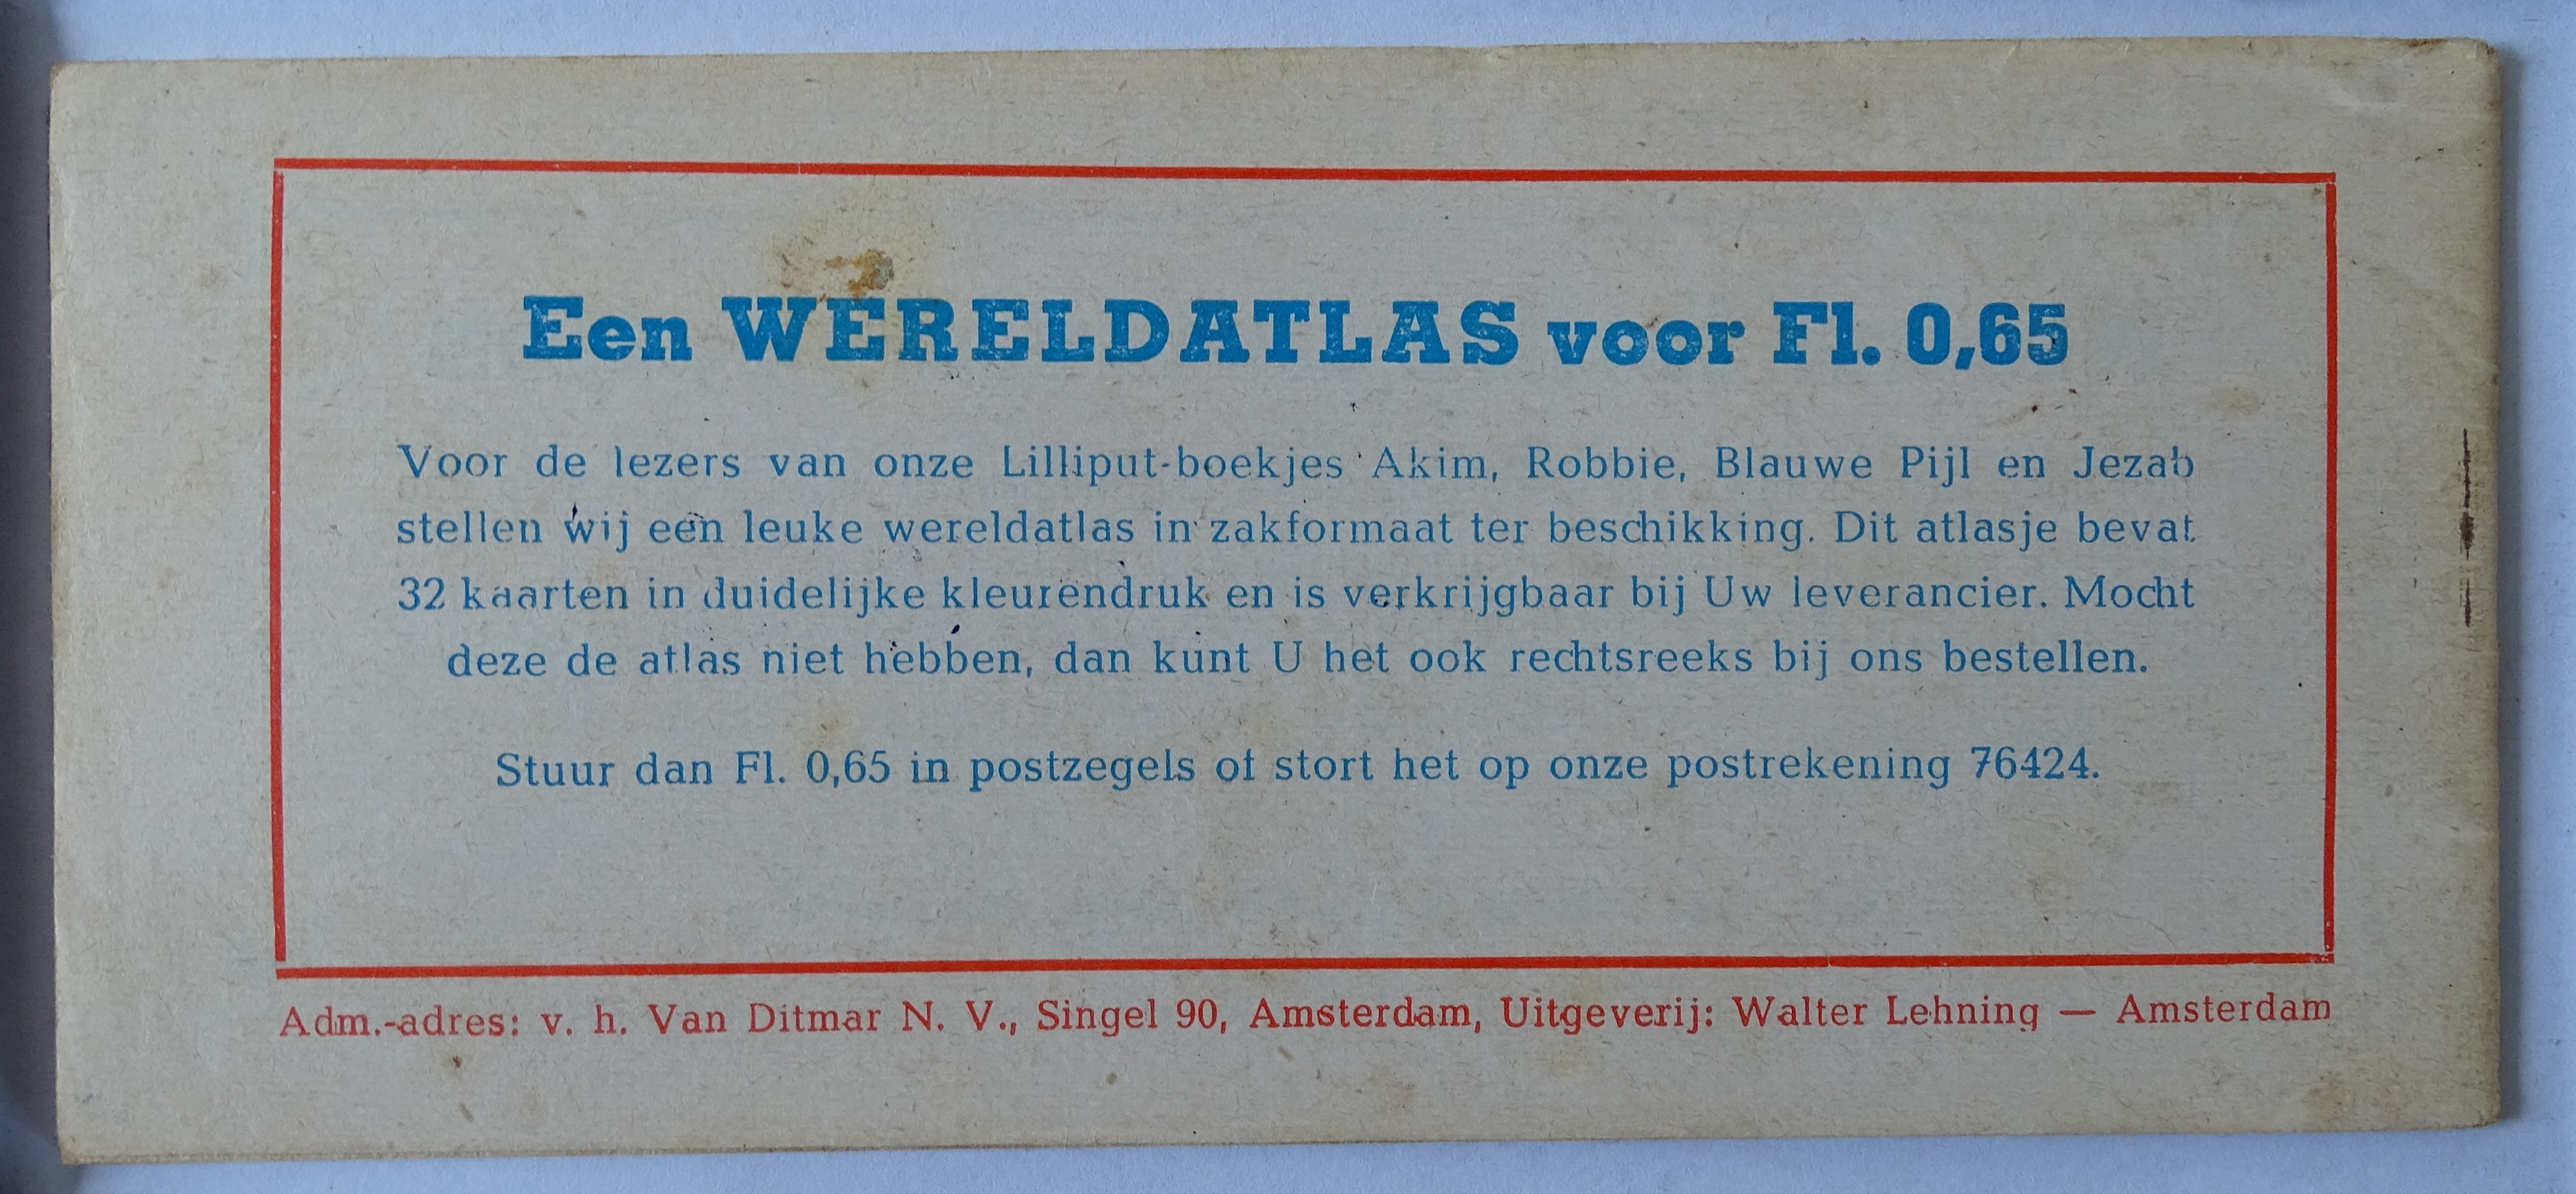 Een WERELDATLAS voor Fl. 0,65
Voor de lezers van onze Lilliput-boekjes Akim, Robbie, Blauwe Pijl en Jezab
stellen wij een leuke wereldatlas in zakformaat ter beschikking. Dit atlasje bevat
32 kaarten in duidelijke kleurendruk en is verkrijgbaar bij Uw leverancier. Mocht
deze de atlas niet hebben, dan kunt U het ook rechtsreeks bij ons bestellen.
Stuur dan Fl. 0,65 in postzegels of stort het op onze postrekening 76424.
Adm.-adres: v. h. Van Ditmar N. V., Singel 90, Amsterdam, Uitgeverij: Walter Lehning — Amsterdam